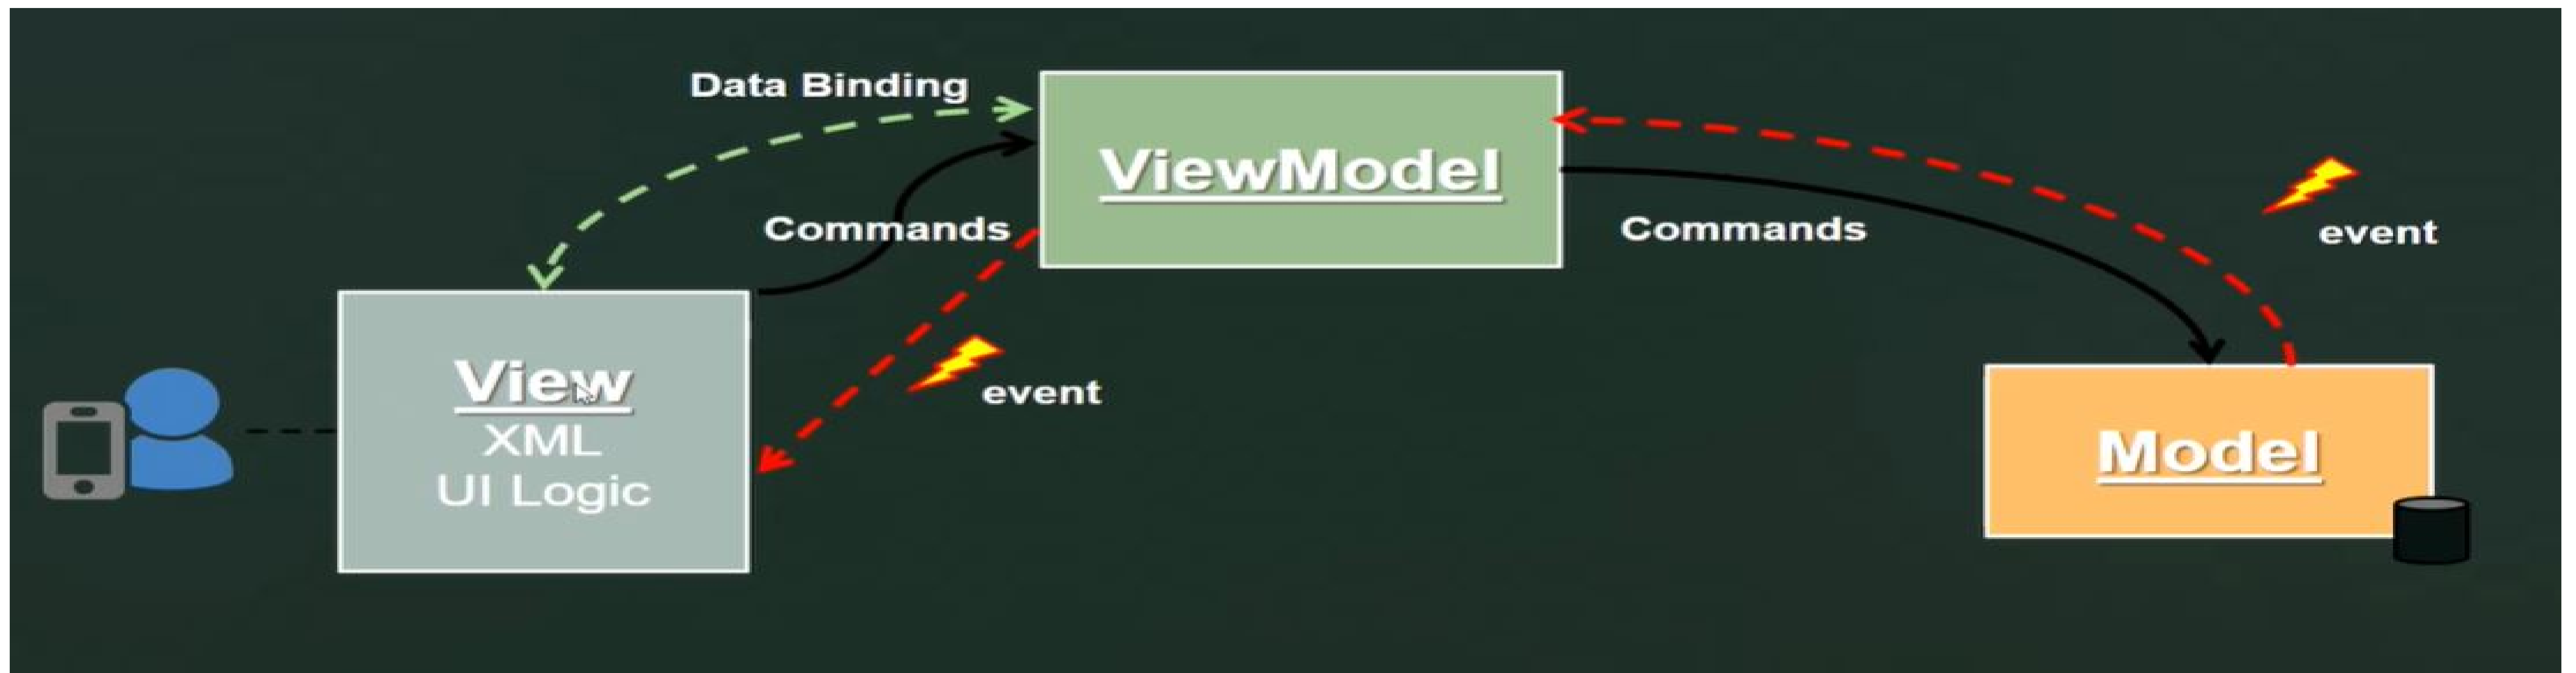 Data Binding
ViewModel
Commands
Commands
event
event
View
XML
UI Logic
Model